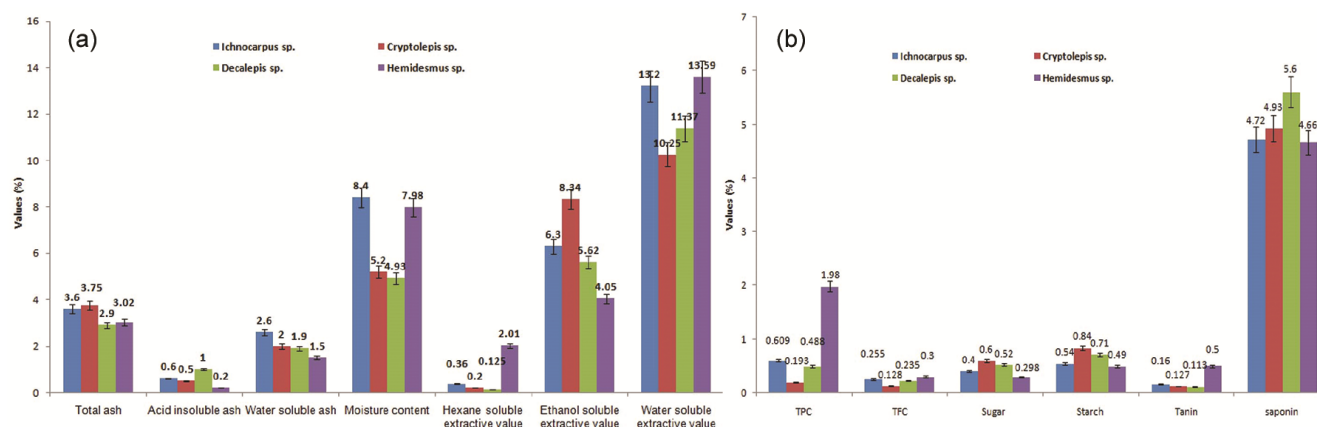 (a)
Ichnocarpus sp.
Cryptolepis sp.
Decalepis sp.
Hemidesmus sp.
Values (%)
16
14
12
10
8
6
4
2
0
3.6
3.75
2.9
3.02
0.6
0.5
1
0.2
2.6
2
1.9
1.5
8.4
5.2
4.93
7.98
0.36
0.2
0.125
2.01
6.3
8.34
5.62
4.05
13.2
10.25
11.37
13.59
Total ash
Acid insoluble ash
Water soluble ash
Moisture content
Hexane soluble
extractive value
Ethanol soluble
extractive value
Water soluble
extractive value
(b)
Ichnocarpus sp.
Cryptolepis sp.
Decalepis sp.
Hemidesmus sp.
Values (%)
7
6
5
4
3
2
1
0
0.609
0.193
0.488
1.98
0.255
0.128
0.235
0.3
0.4
0.6
0.52
0.298
0.54
0.84
0.71
0.49
0.16
0.127
0.113
0.5
4.72
4.93
5.6
4.66
TPC
TFC
Sugar
Starch
Tanin
saponin